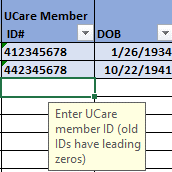 UCare Member
ID#
DOB
412345678 1/26/1934
442345678 10/22/1941
Enter UCare
member ID (old
IDs have leading
zeros)